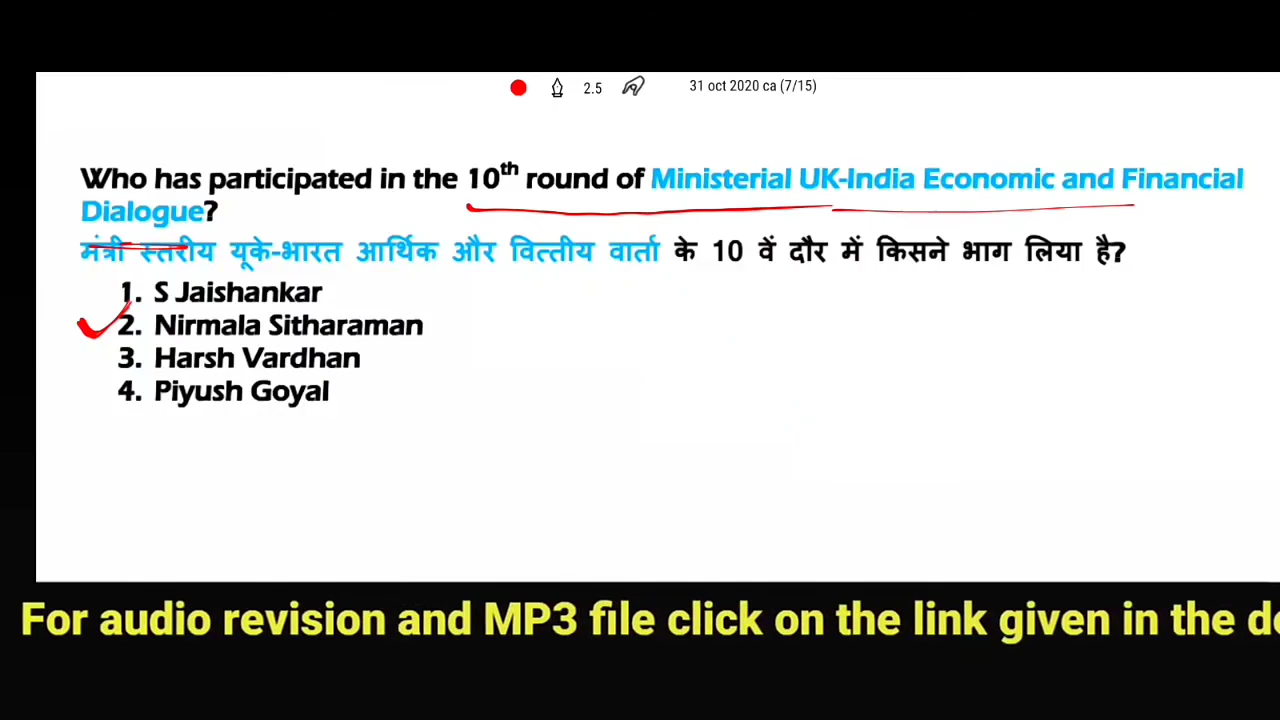 2.5 31 oct 2020 ca (7/15)
Who has participated in the 10th round of Ministerial UK-India Economic and Financial
Dialogue?
मंत्री स्तरीय यूके-भारत आर्थिक और वित्तीय वार्ता के 10 वें दौर में किसने भाग लिया है?
1. S Jaishankar
2. Nirmala Sitharaman
3. Harsh Vardhan
4. Piyush Goyal
For audio revision and MP3 file click on the link given in the de